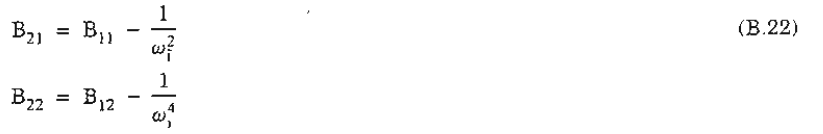 B₂₁ = B₁₁ − 1/ω₁² (B.22)
B₂₂ = B₁₂ − 1/ω₁⁴